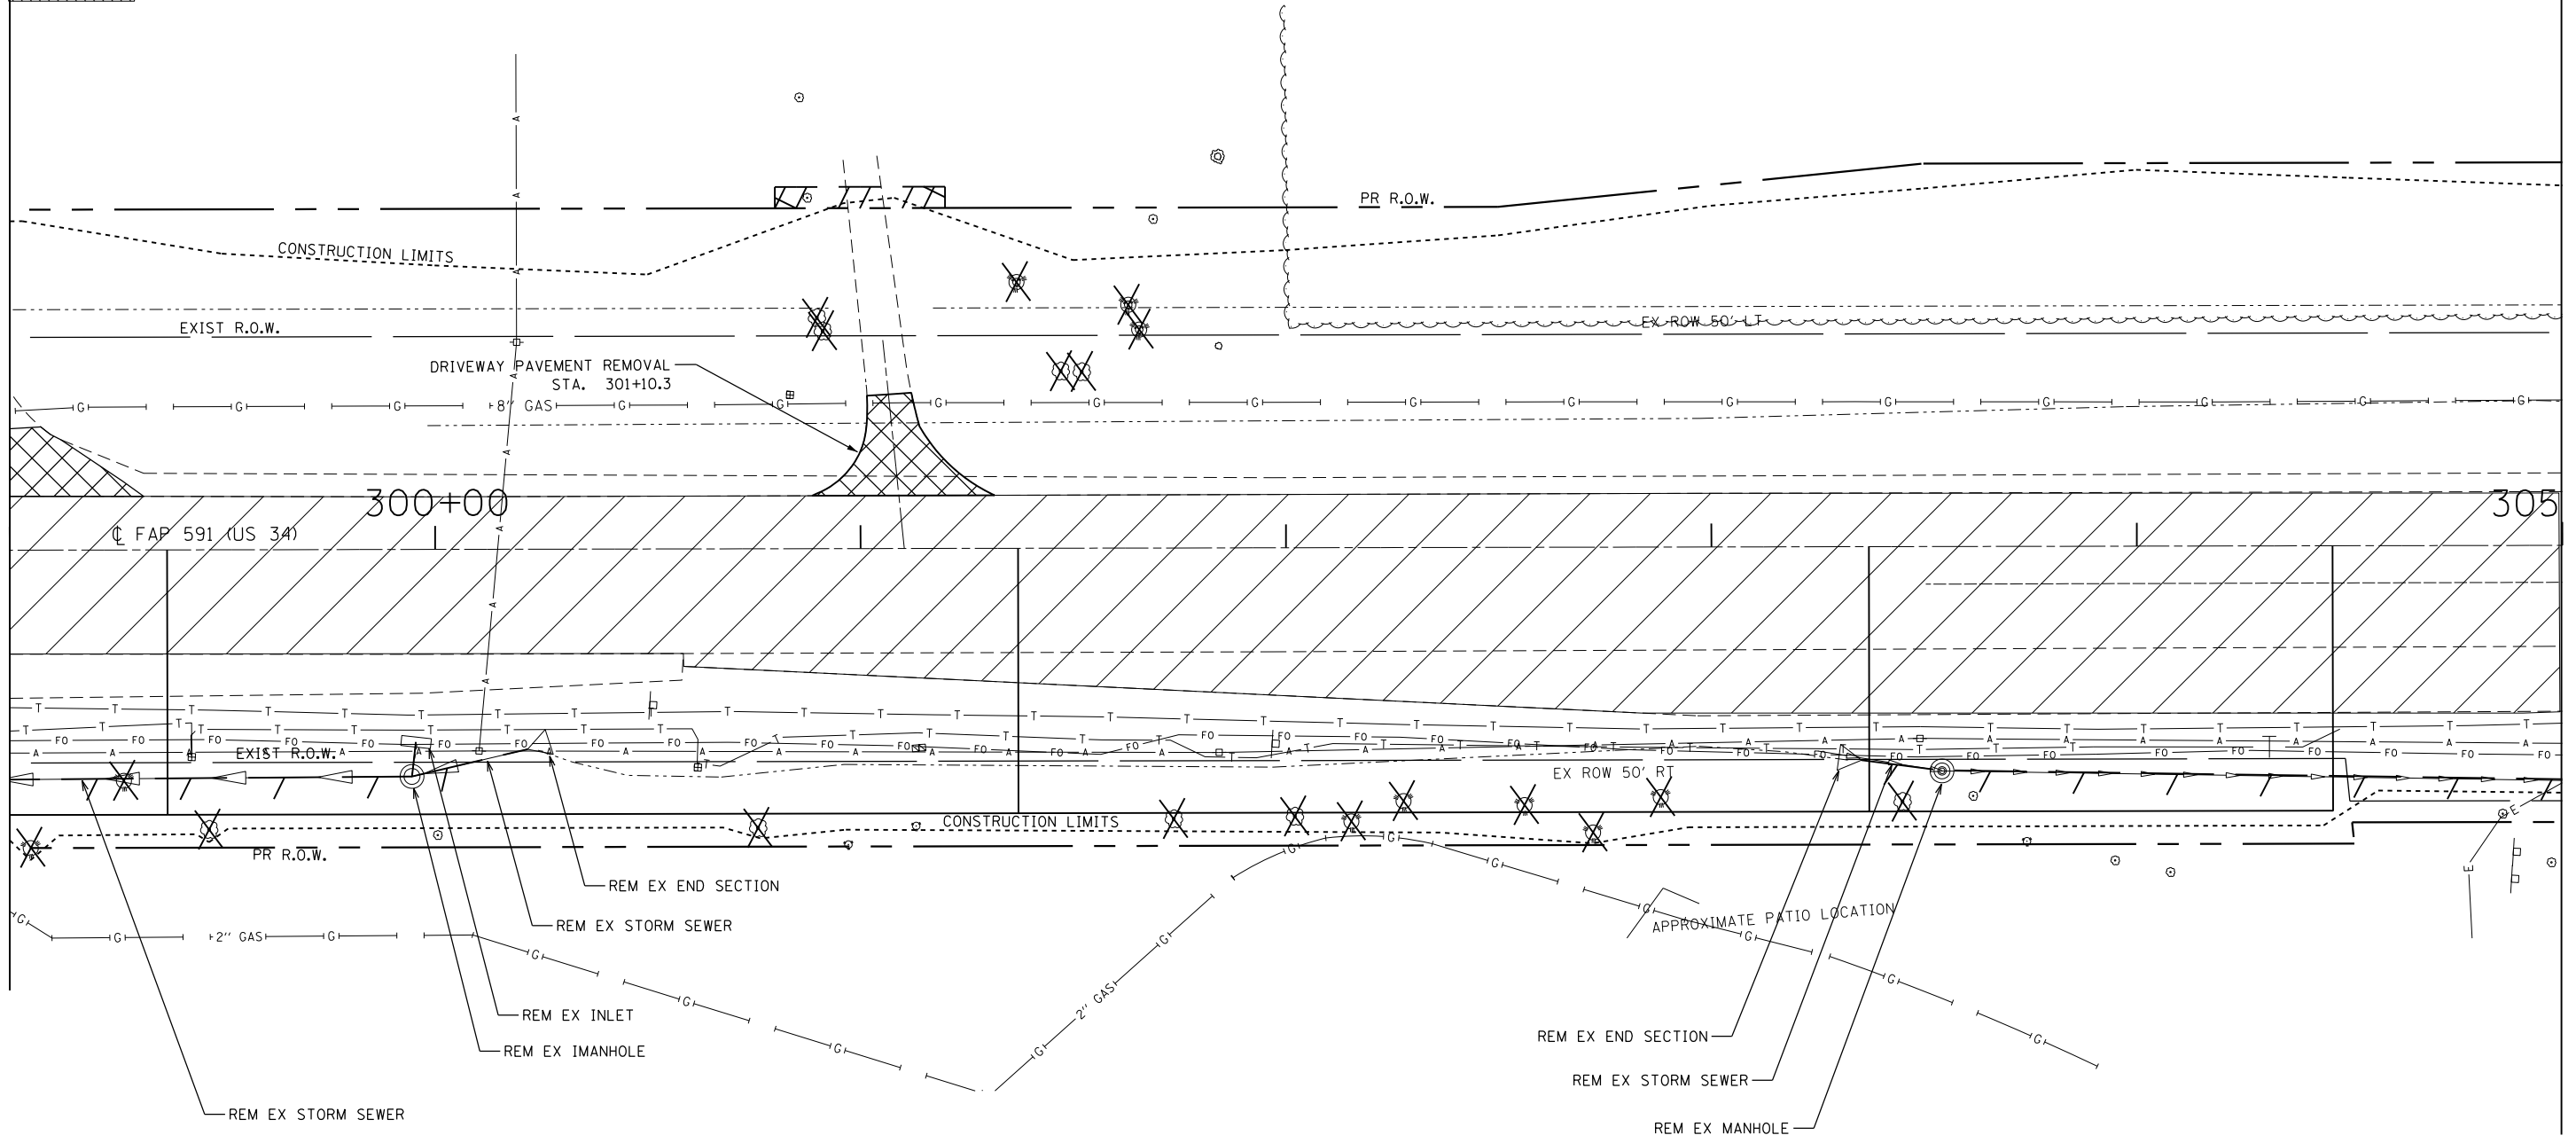 PR R.O.W.
CONSTRUCTION LIMITS
EXIST R.O.W.
EX ROW 50' LT
DRIVEWAY PAVEMENT REMOVAL
STA. 301+10.3
8" GAS
300+00
305
℄ FAP 591 (US 34)
EXIST R.O.W.
EX ROW 50' RT
CONSTRUCTION LIMITS
PR R.O.W.
REM EX END SECTION
APPROXIMATE PATIO LOCATION
REM EX STORM SEWER
2" GAS
2" GAS
REM EX INLET
REM EX END SECTION
REM EX IMANHOLE
REM EX STORM SEWER
REM EX STORM SEWER
REM EX MANHOLE